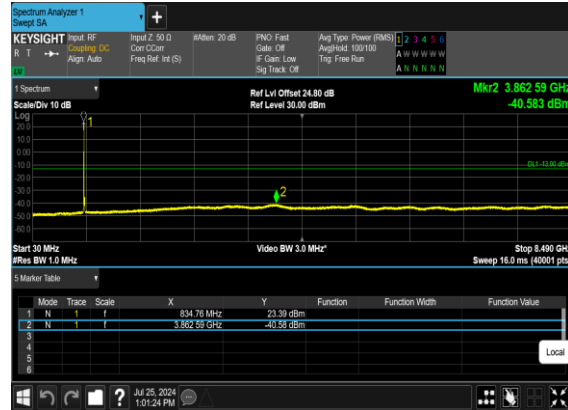 Spectrum Analyzer 1
Swept SA
+
KEYSIGHT Input: RF Input Z: 50 Ω #Atten: 20 dB PNO: Fast Avg Type: Power (RMS) 1 2 3 4 5 6
R T Coupling: DC Corr CCorr Gate: Off Avg|Hold: 100/100 A W W W W W
Align: Auto Freq Ref: Int (S) IF Gain: Low Trig: Free Run
LNI Sig Track: Off A N N N N N
1 Spectrum Ref Lvl Offset 24.80 dB Mkr2 3.862 59 GHz
Scale/Div 10 dB Ref Level 30.00 dBm -40.583 dBm
Log
1
20.0
10.0
0.00
-10.0
DL1 -13.00 dBm
-20.0
-30.0
2
-40.0
-50.0
-60.0
Start 30 MHz Video BW 3.0 MHz* Stop 8.490 GHz
#Res BW 1.0 MHz Sweep 16.0 ms (40001 pts)
5 Marker Table
Mode Trace Scale X Y Function Function Width Function Value
1 N 1 f 834.76 MHz 23.39 dBm
2 N 1 f 3.862 59 GHz -40.58 dBm
3
4
5
6
Local
? Jul 25, 2024
1:01:24 PM